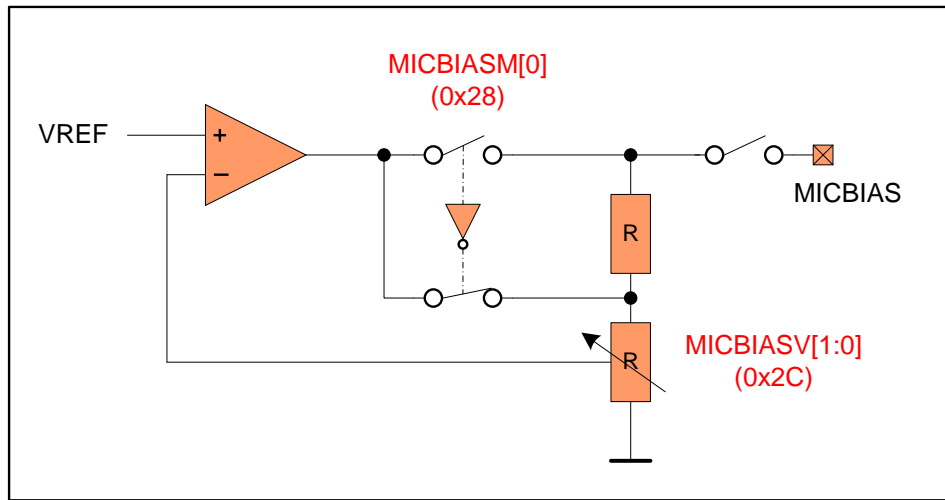 MICBIASM[0]
(0x28)
VREF
+
−
MICBIAS
R
R
MICBIASV[1:0]
(0x2C)